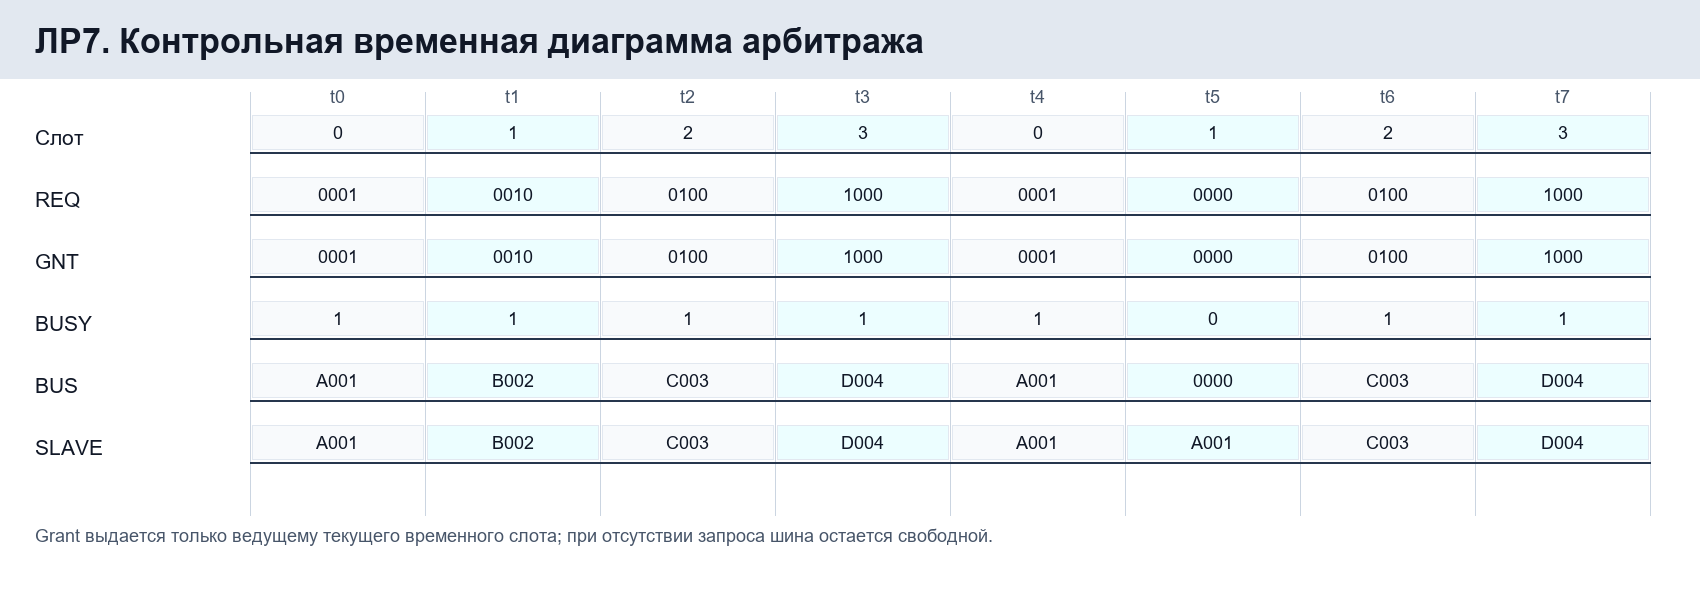 ЛР7. Контрольная временная диаграмма арбитража
t0 t1 t2 t3 t4 t5 t6 t7
Слот 0 1 2 3 0 1 2 3
REQ 0001 0010 0100 1000 0001 0000 0100 1000
GNT 0001 0010 0100 1000 0001 0000 0100 1000
BUSY 1 1 1 1 1 0 1 1
BUS A001 B002 C003 D004 A001 0000 C003 D004
SLAVE A001 B002 C003 D004 A001 A001 C003 D004
Grant выдается только ведущему текущего временного слота; при отсутствии запроса шина остается свободной.